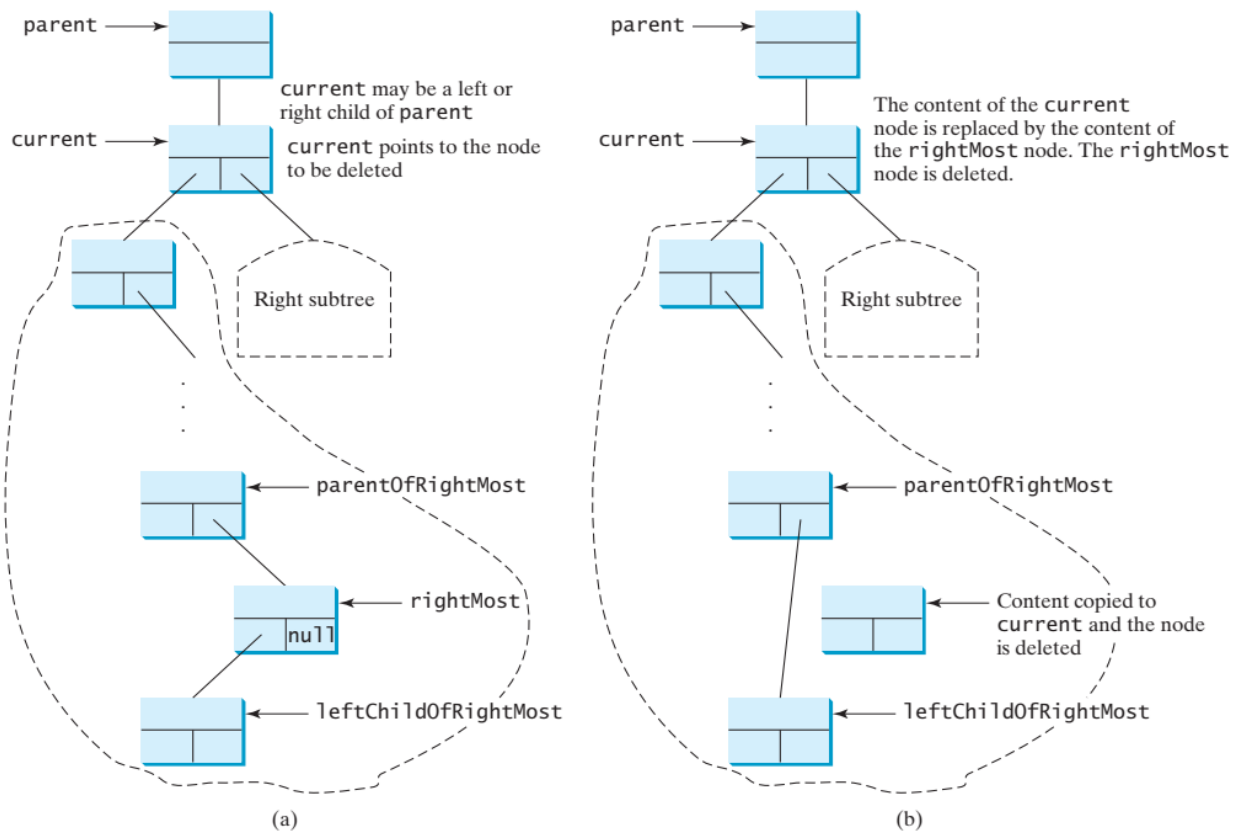 parent
current may be a left or
right child of parent
current
current points to the node
to be deleted
Right subtree
.
.
.
parentOfRightMost
rightMost
null
leftChildOfRightMost
(a)
parent
The content of the current
node is replaced by the content of
the rightMost node. The rightMost
node is deleted.
current
Right subtree
.
.
.
parentOfRightMost
Content copied to
current and the node
is deleted
leftChildOfRightMost
(b)